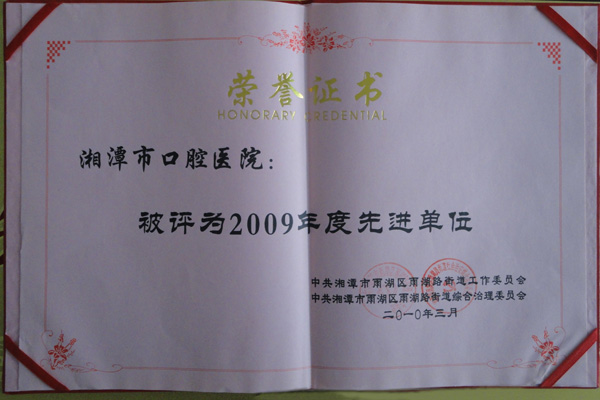 荣誉证书
HONORARY CREDENTIAL
湘潭市口腔医院：
被评为2009年度先进单位
中共湘潭市雨湖区雨湖路街道工作委员会
中共湘潭市雨湖区雨湖路街道综合治理委员会
二〇一〇年三月